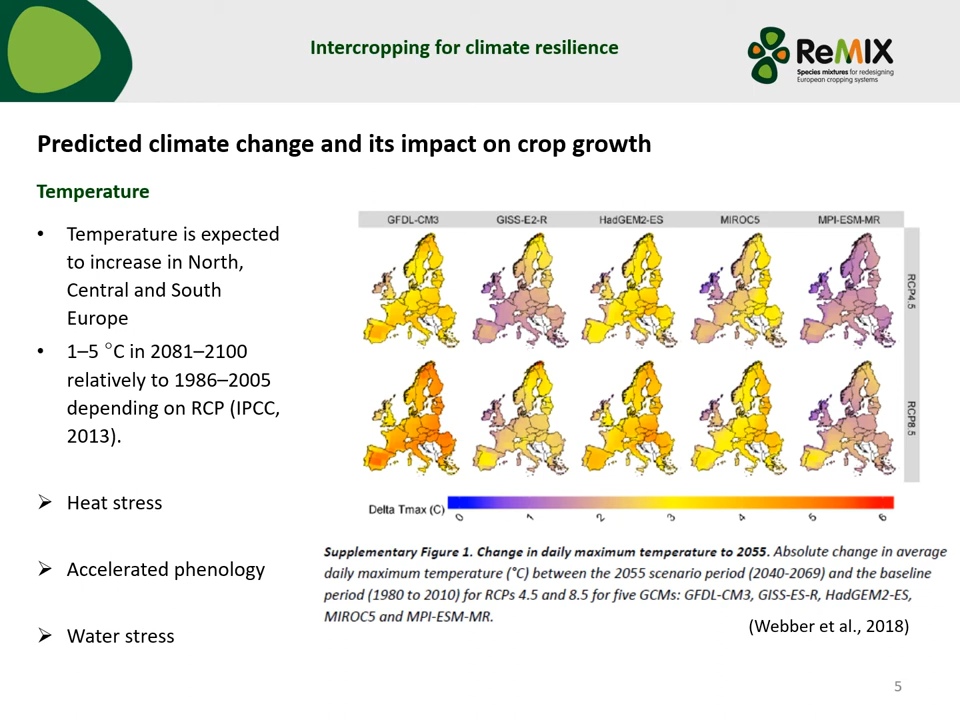 Intercropping for climate resilience
ReMIX
Species mixtures for redesigning
European cropping systems
Predicted climate change and its impact on crop growth
Temperature
• Temperature is expected
to increase in North,
Central and South
Europe
• 1–5 °C in 2081–2100
relatively to 1986–2005
depending on RCP (IPCC,
2013).
➢ Heat stress
➢ Accelerated phenology
➢ Water stress
GFDL-CM3 GISS-E2-R HadGEM2-ES MIROC5 MPI-ESM-MR
RCP4.5
RCP8.5
Delta Tmax (C)
0 1 2 3 4 5 6
Supplementary Figure 1. Change in daily maximum temperature to 2055. Absolute change in average
daily maximum temperature (°C) between the 2055 scenario period (2040-2069) and the baseline
period (1980 to 2010) for RCPs 4.5 and 8.5 for five GCMs: GFDL-CM3, GISS-ES-R, HadGEM2-ES,
MIROC5 and MPI-ESM-MR.
(Webber et al., 2018)
5